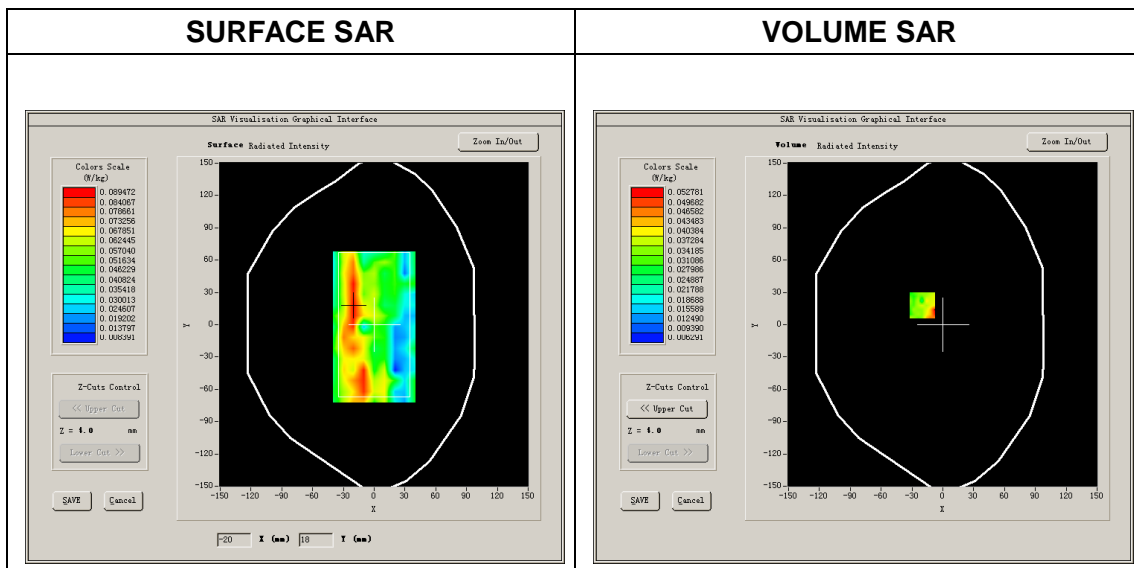 SURFACE SAR
VOLUME SAR
SAR Visualisation Graphical Interface
Surface Radiated Intensity
Zoom In/Out
Colors Scale
(W/kg)
0.089472
0.084067
0.078661
0.073256
0.067851
0.062445
0.057040
0.051634
0.046229
0.040824
0.035418
0.030013
0.024607
0.019202
0.013797
0.008391
150
120
90
60
30
0
-30
-60
-90
-120
-150
Y
-150 -120 -90 -60 -30 0 30 60 90 120 150
X
Z-Cuts Control
<< Upper Cut
Z = 4.0 mm
Lower Cut >>
SAVE Cancel
-20 X (mm) 18 Y (mm)
SAR Visualisation Graphical Interface
Volume Radiated Intensity
Zoom In/Out
Colors Scale
(W/kg)
0.052781
0.049682
0.046582
0.043483
0.040384
0.037284
0.034185
0.031086
0.027986
0.024887
0.021788
0.018688
0.015589
0.012490
0.009390
0.006291
150
120
90
60
30
0
-30
-60
-90
-120
-150
Y
-150 -120 -90 -60 -30 0 30 60 90 120 150
X
Z-Cuts Control
<< Upper Cut
Z = 4.0 mm
Lower Cut >>
SAVE Cancel